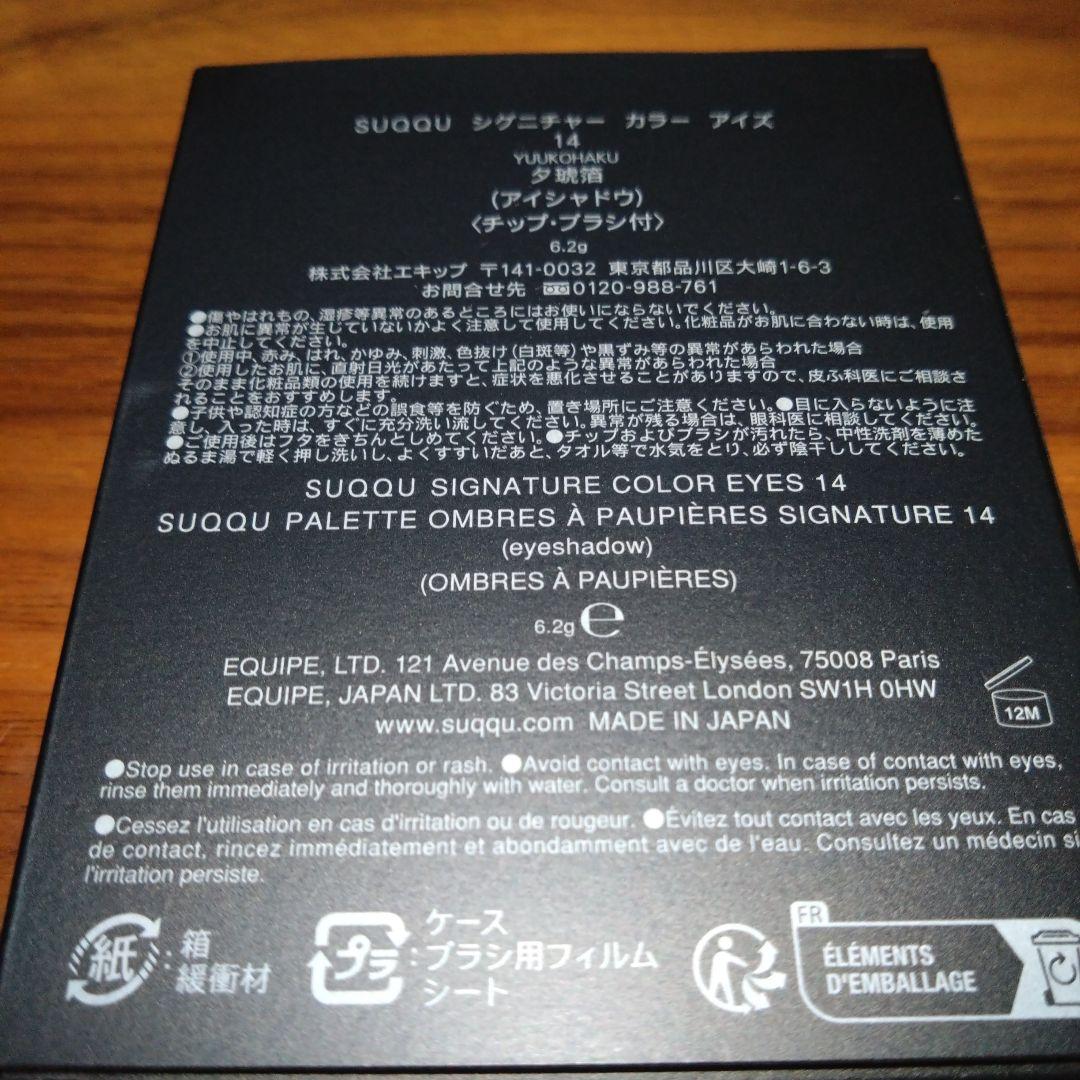 SUQQU シグニチャー カラー アイズ
14
YUUKOHAKU
夕琥箔
(アイシャドウ)
〈チップ・ブラシ付〉
6.2g
株式会社エキップ 〒141-0032 東京都品川区大崎1-6-3
お問合せ先 0120-988-761
●傷やはれもの、湿疹等異常のあるところにはお使いにならないでください。
●お肌に異常が生じていないかよく注意して使用してください。化粧品がお肌に合わない時は、使用
を中止してください。
①使用中、赤み、はれ、かゆみ、刺激、色抜け(白斑等)や黒ずみ等の異常があらわれた場合
②使用したお肌に、直射日光があたって上記のような異常があらわれた場合
そのまま化粧品類の使用を続けますと、症状を悪化させることがありますので、皮ふ科医にご相談さ
れることをおすすめします。
●子供や認知症の方などの誤食等を防ぐため、置き場所にご注意ください。●目に入らないように注
意し、入った時は、すぐに充分洗い流してください。異常が残る場合は、眼科医に相談してください。
●ご使用後はフタをきちんとしめてください。●チップおよびブラシが汚れたら、中性洗剤を薄めた
ぬるま湯で軽く押し洗いし、よくすすいだあと、タオル等で水気をとり、必ず陰干ししてください。
SUQQU SIGNATURE COLOR EYES 14
SUQQU PALETTE OMBRES À PAUPIÈRES SIGNATURE 14
(eyeshadow)
(OMBRES À PAUPIÈRES)
6.2g ℮
EQUIPE, LTD. 121 Avenue des Champs-Élysées, 75008 Paris
EQUIPE, JAPAN LTD. 83 Victoria Street London SW1H 0HW
www.suqqu.com MADE IN JAPAN
12M
●Stop use in case of irritation or rash. ●Avoid contact with eyes. In case of contact with eyes,
rinse them immediately and thoroughly with water. Consult a doctor when irritation persists.
●Cessez l'utilisation en cas d'irritation ou de rougeur. ●Évitez tout contact avec les yeux. En cas
de contact, rincez immédiatement et abondamment avec de l'eau. Consultez un médecin si
l'irritation persiste.
紙:箱
緩衝材
プラ:ケース
ブラシ用フィルム
シート
FR
ÉLÉMENTS
D'EMBALLAGE